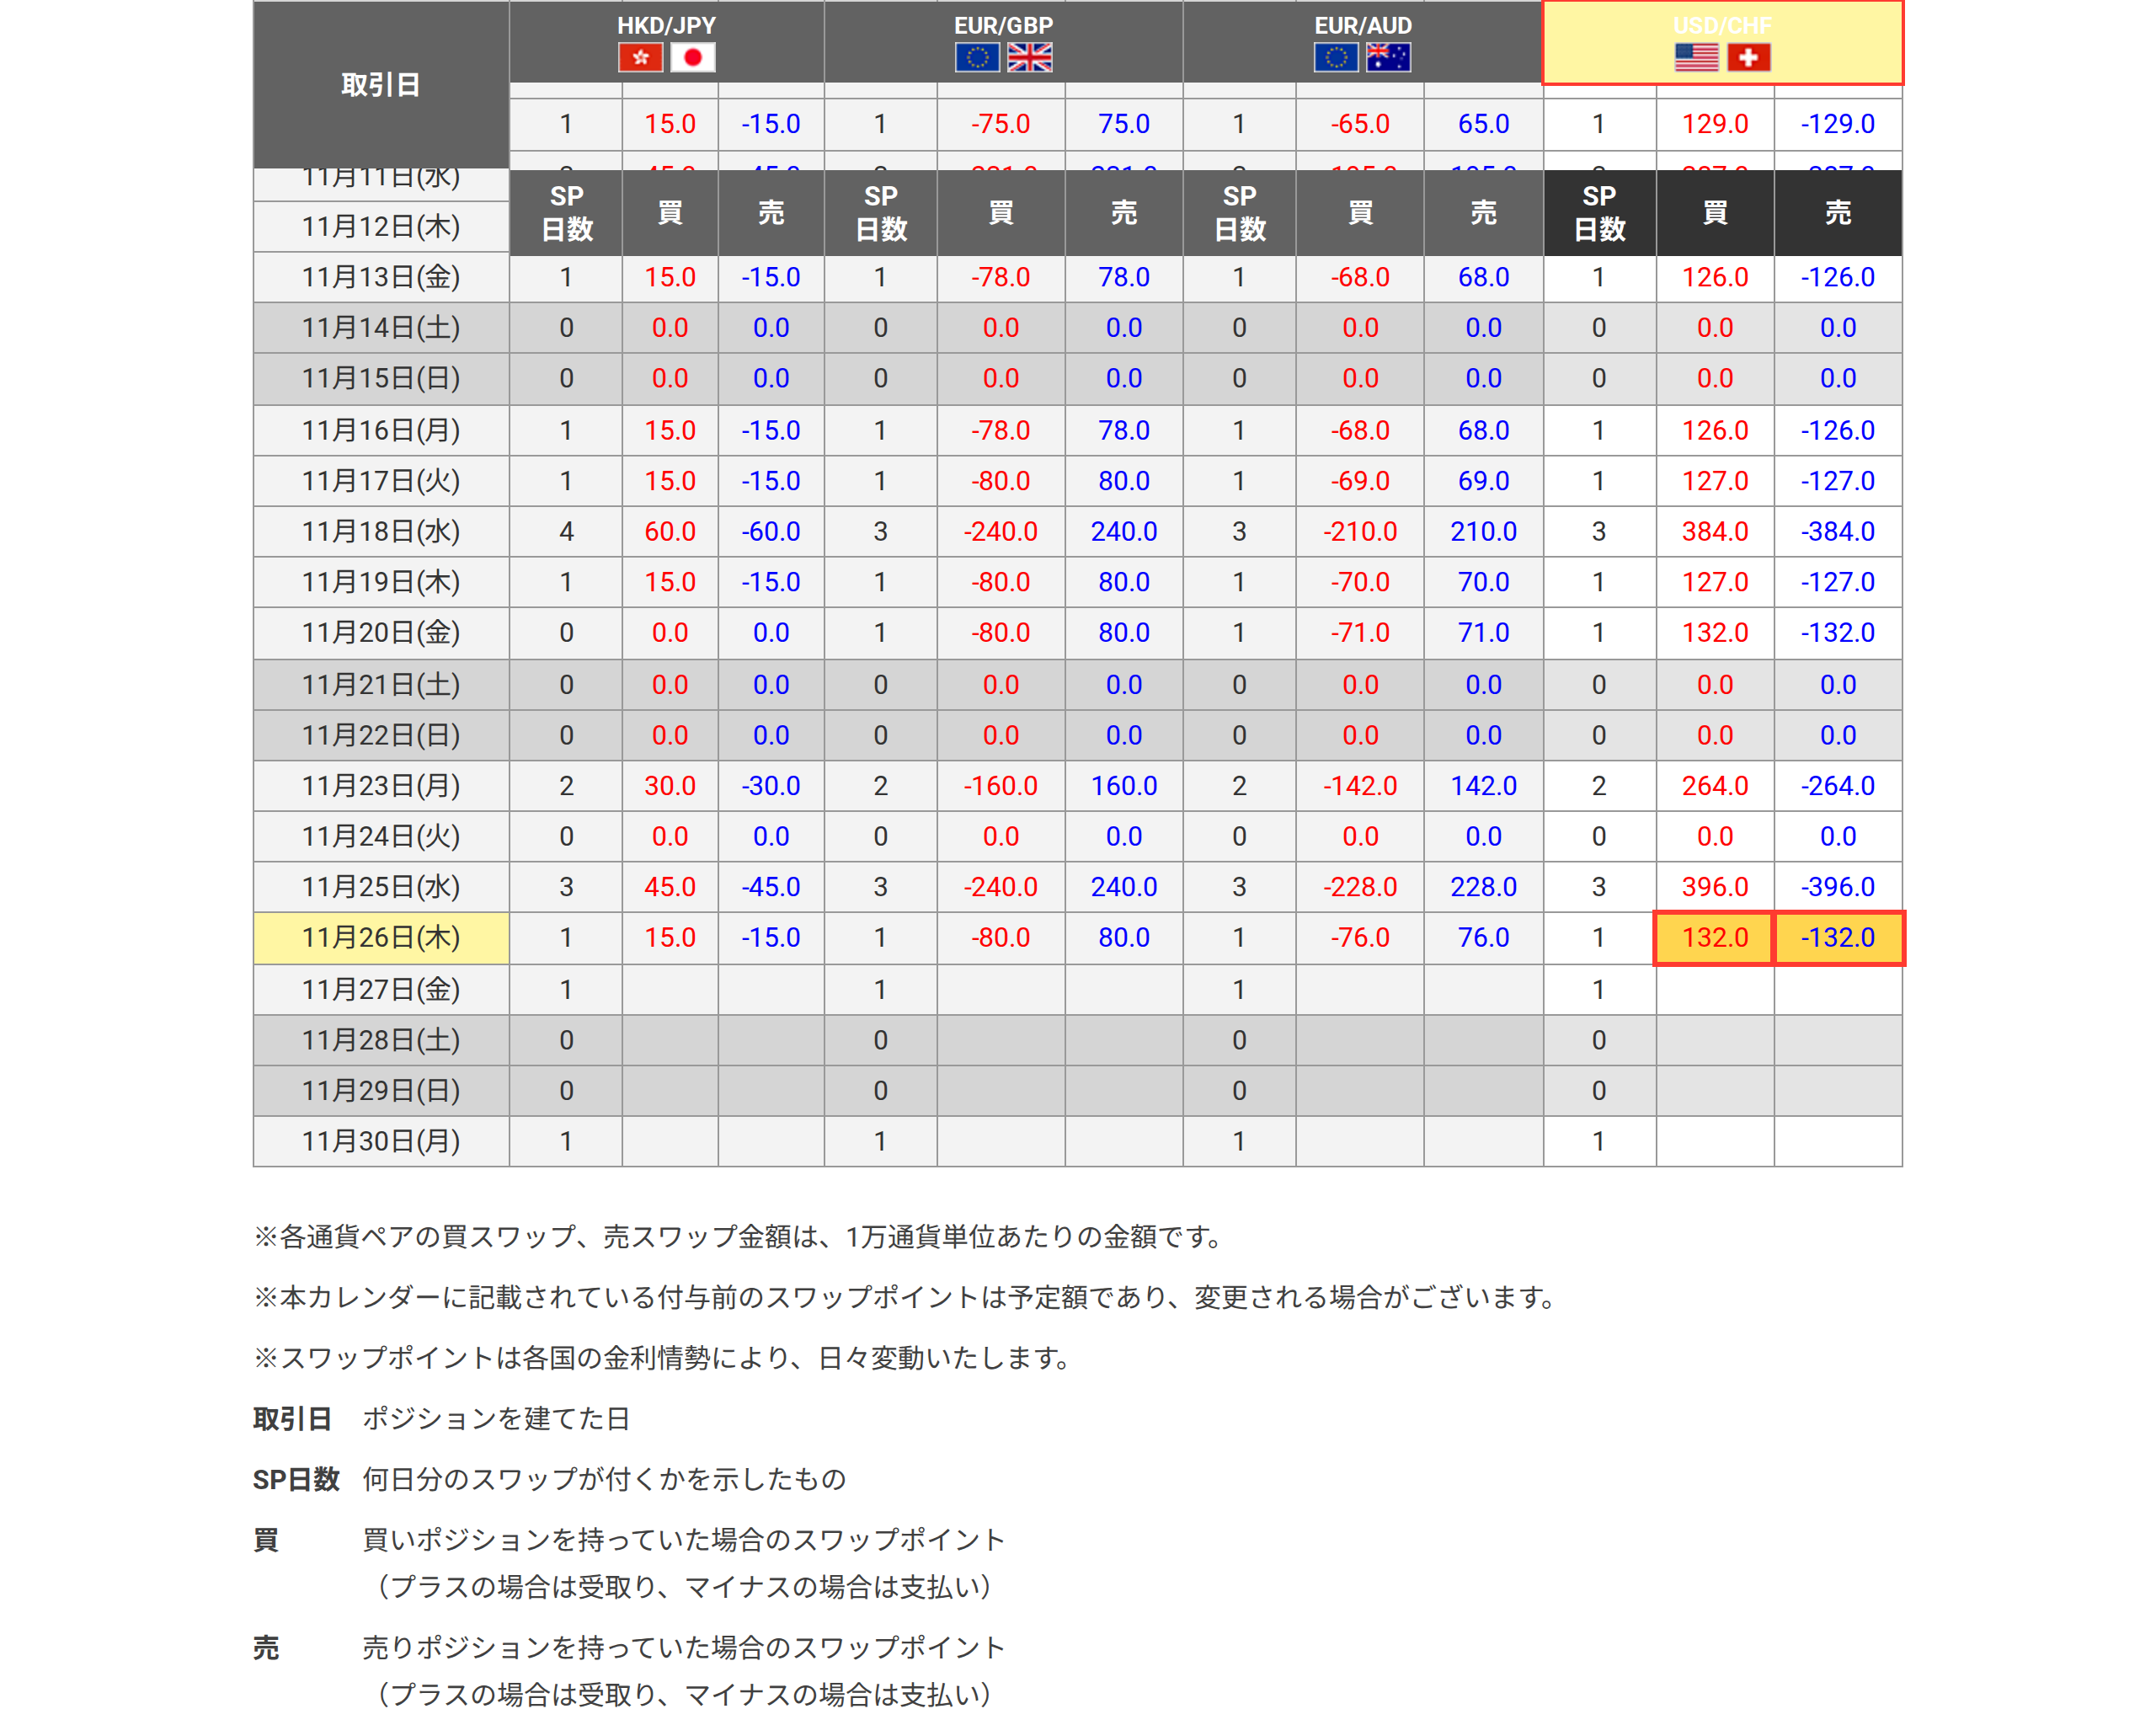 取引日 HKD/JPY EUR/GBP EUR/AUD USD/CHF
1 15.0 -15.0 1 -75.0 75.0 1 -65.0 65.0 1 129.0 -129.0
11月11日(水)
SP日数 買 売 SP日数 買 売 SP日数 買 売 SP日数 買 売
11月12日(木)
11月13日(金) 1 15.0 -15.0 1 -78.0 78.0 1 -68.0 68.0 1 126.0 -126.0
11月14日(土) 0 0.0 0.0 0 0.0 0.0 0 0.0 0.0 0 0.0 0.0
11月15日(日) 0 0.0 0.0 0 0.0 0.0 0 0.0 0.0 0 0.0 0.0
11月16日(月) 1 15.0 -15.0 1 -78.0 78.0 1 -68.0 68.0 1 126.0 -126.0
11月17日(火) 1 15.0 -15.0 1 -80.0 80.0 1 -69.0 69.0 1 127.0 -127.0
11月18日(水) 4 60.0 -60.0 3 -240.0 240.0 3 -210.0 210.0 3 384.0 -384.0
11月19日(木) 1 15.0 -15.0 1 -80.0 80.0 1 -70.0 70.0 1 127.0 -127.0
11月20日(金) 0 0.0 0.0 1 -80.0 80.0 1 -71.0 71.0 1 132.0 -132.0
11月21日(土) 0 0.0 0.0 0 0.0 0.0 0 0.0 0.0 0 0.0 0.0
11月22日(日) 0 0.0 0.0 0 0.0 0.0 0 0.0 0.0 0 0.0 0.0
11月23日(月) 2 30.0 -30.0 2 -160.0 160.0 2 -142.0 142.0 2 264.0 -264.0
11月24日(火) 0 0.0 0.0 0 0.0 0.0 0 0.0 0.0 0 0.0 0.0
11月25日(水) 3 45.0 -45.0 3 -240.0 240.0 3 -228.0 228.0 3 396.0 -396.0
11月26日(木) 1 15.0 -15.0 1 -80.0 80.0 1 -76.0 76.0 1 132.0 -132.0
11月27日(金) 1 1 1 1
11月28日(土) 0 0 0 0
11月29日(日) 0 0 0 0
11月30日(月) 1 1 1 1
※各通貨ペアの買スワップ、売スワップ金額は、1万通貨単位あたりの金額です。
※本カレンダーに記載されている付与前のスワップポイントは予定額であり、変更される場合がございます。
※スワップポイントは各国の金利情勢により、日々変動いたします。
取引日 ポジションを建てた日
SP日数 何日分のスワップが付くかを示したもの
買 買いポジションを持っていた場合のスワップポイント
（プラスの場合は受取り、マイナスの場合は支払い）
売 売りポジションを持っていた場合のスワップポイント
（プラスの場合は受取り、マイナスの場合は支払い）